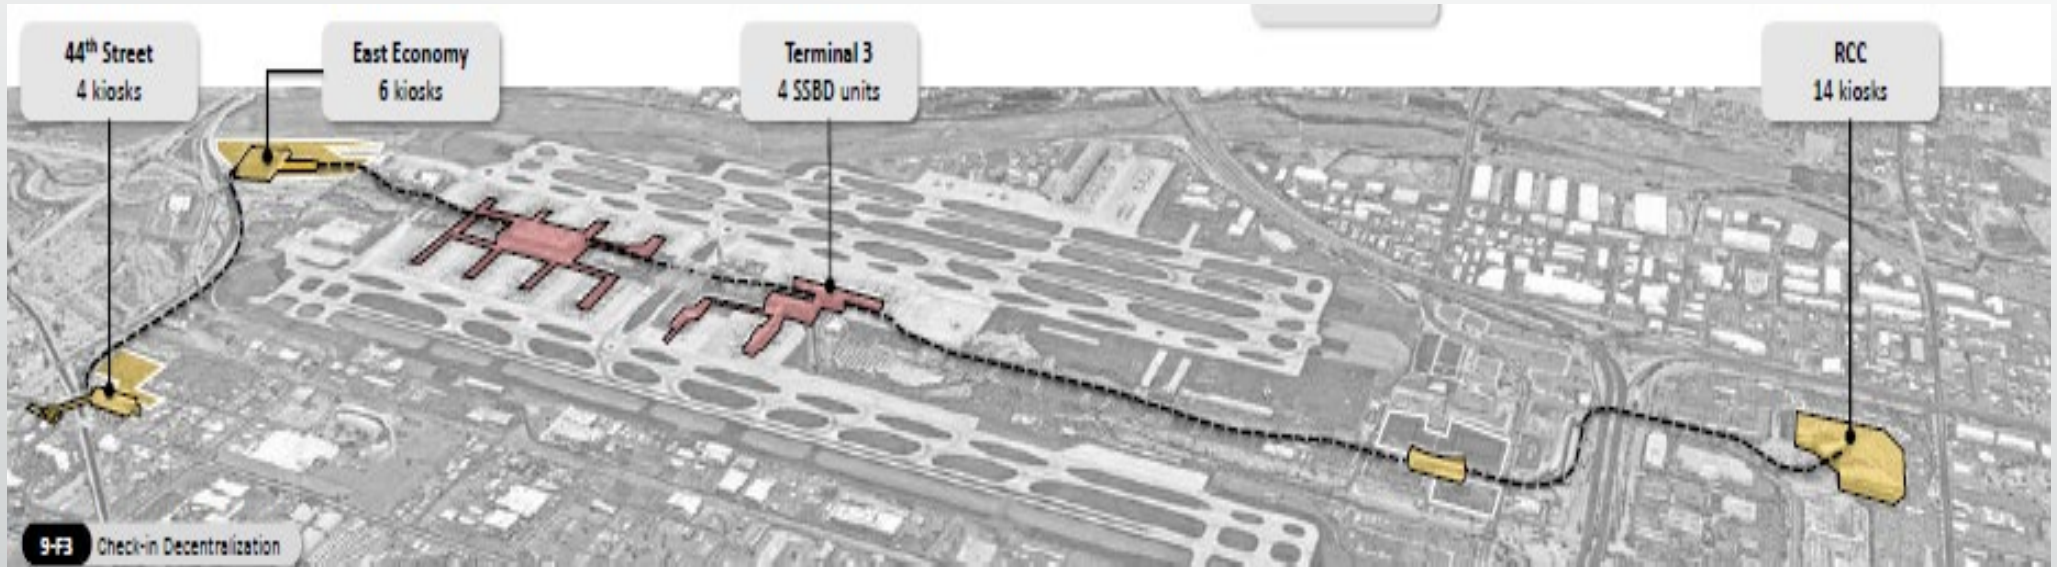 44th Street
4 kiosks
East Economy
6 kiosks
Terminal 3
4 SSBD units
RCC
14 kiosks
9-F3 Check-in Decentralization